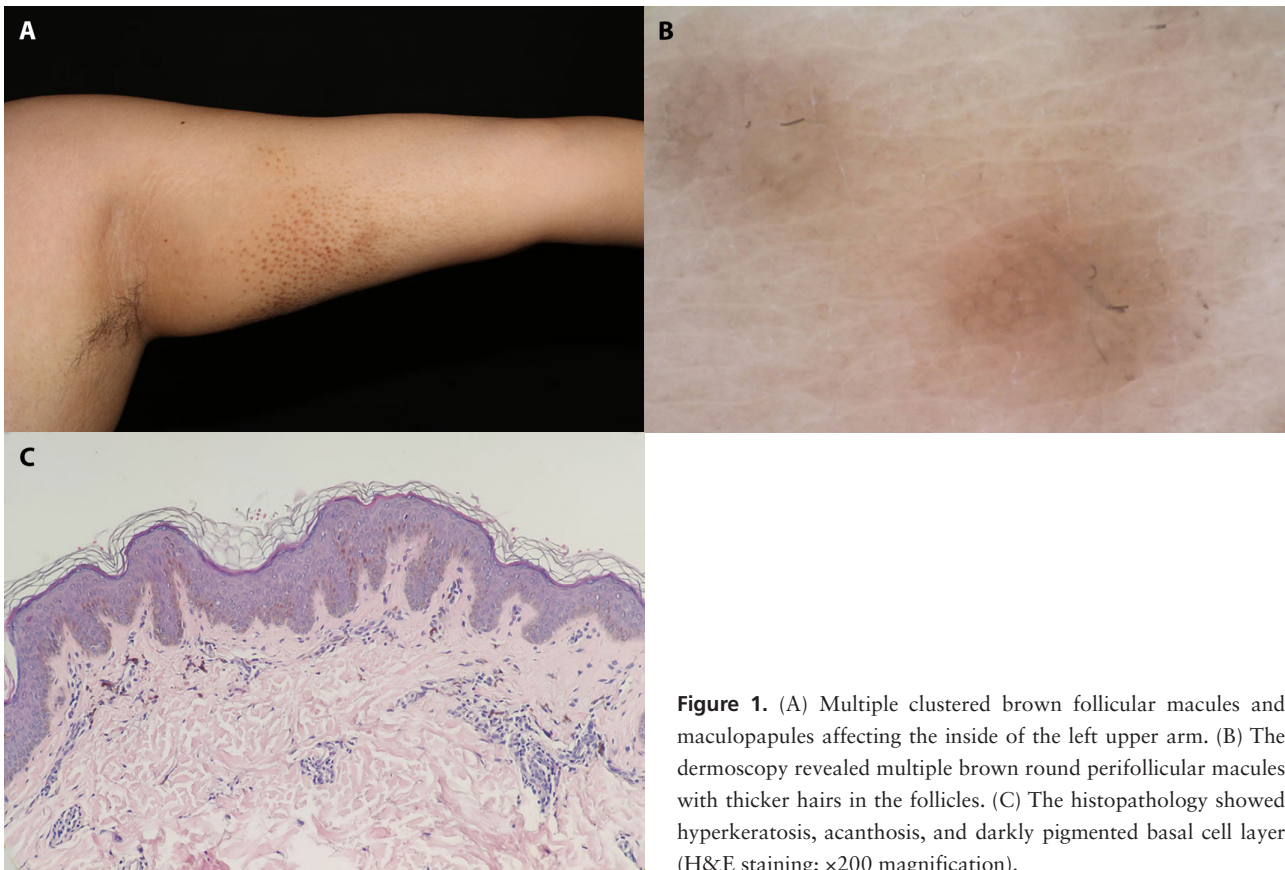 A
B
C
Figure 1. (A) Multiple clustered brown follicular macules and
maculopapules affecting the inside of the left upper arm. (B) The
dermoscopy revealed multiple brown round perifollicular macules
with thicker hairs in the follicles. (C) The histopathology showed
hyperkeratosis, acanthosis, and darkly pigmented basal cell layer
(H&E staining; ×200 magnification).